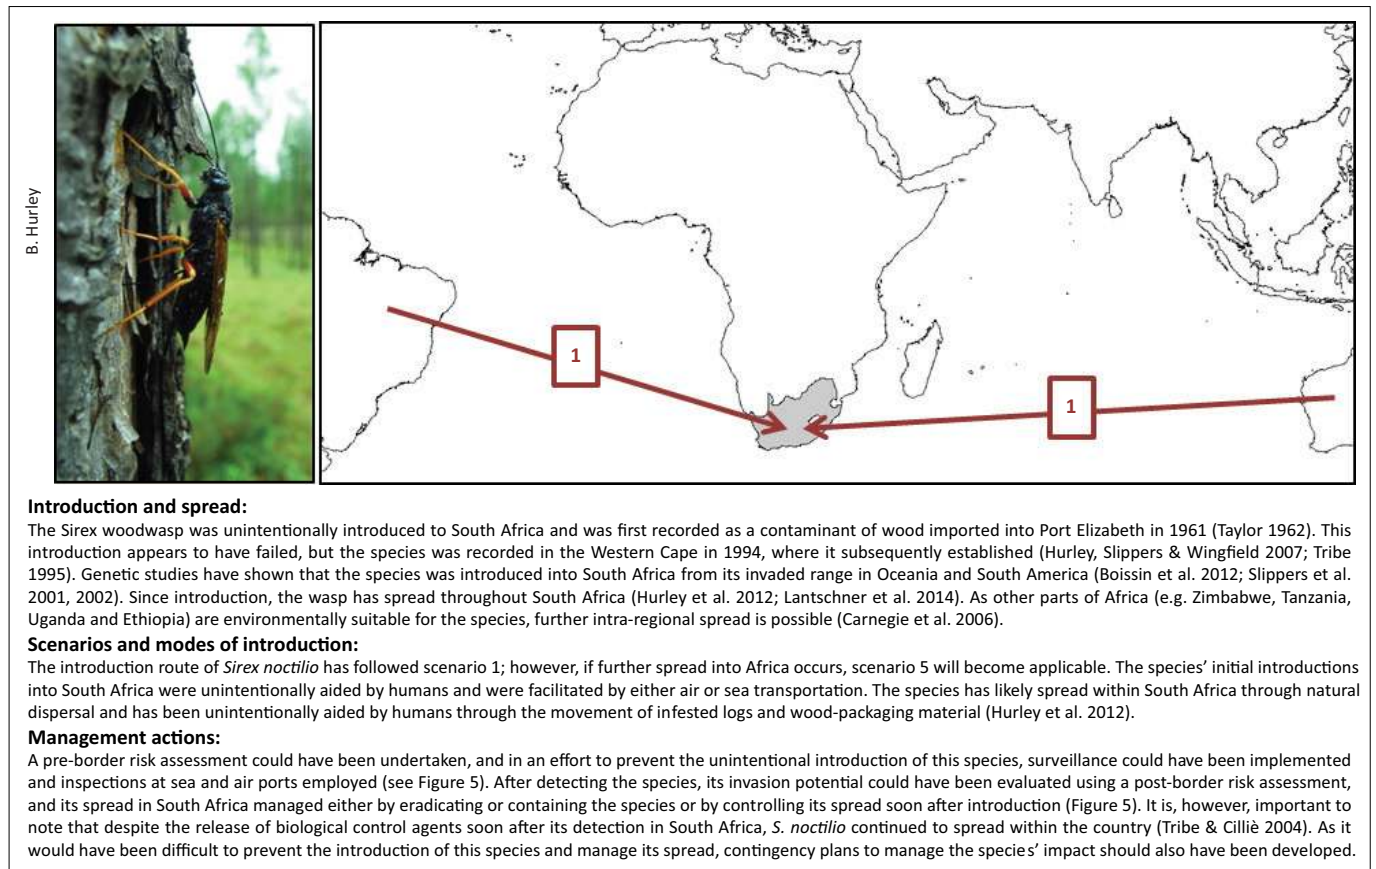 B. Hurley
1
1
Introduction and spread:
The Sirex woodwasp was unintentionally introduced to South Africa and was first recorded as a contaminant of wood imported into Port Elizabeth in 1961 (Taylor 1962). This
introduction appears to have failed, but the species was recorded in the Western Cape in 1994, where it subsequently established (Hurley, Slippers & Wingfield 2007; Tribe
1995). Genetic studies have shown that the species was introduced into South Africa from its invaded range in Oceania and South America (Boissin et al. 2012; Slippers et al.
2001, 2002). Since introduction, the wasp has spread throughout South Africa (Hurley et al. 2012; Lantschner et al. 2014). As other parts of Africa (e.g. Zimbabwe, Tanzania,
Uganda and Ethiopia) are environmentally suitable for the species, further intra-regional spread is possible (Carnegie et al. 2006).
Scenarios and modes of introduction:
The introduction route of Sirex noctilio has followed scenario 1; however, if further spread into Africa occurs, scenario 5 will become applicable. The species’ initial introductions
into South Africa were unintentionally aided by humans and were facilitated by either air or sea transportation. The species has likely spread within South Africa through natural
dispersal and has been unintentionally aided by humans through the movement of infested logs and wood-packaging material (Hurley et al. 2012).
Management actions:
A pre-border risk assessment could have been undertaken, and in an effort to prevent the unintentional introduction of this species, surveillance could have been implemented
and inspections at sea and air ports employed (see Figure 5). After detecting the species, its invasion potential could have been evaluated using a post-border risk assessment,
and its spread in South Africa managed either by eradicating or containing the species or by controlling its spread soon after introduction (Figure 5). It is, however, important to
note that despite the release of biological control agents soon after its detection in South Africa, S. noctilio continued to spread within the country (Tribe & Cilliè 2004). As it
would have been difficult to prevent the introduction of this species and manage its spread, contingency plans to manage the species’ impact should also have been developed.